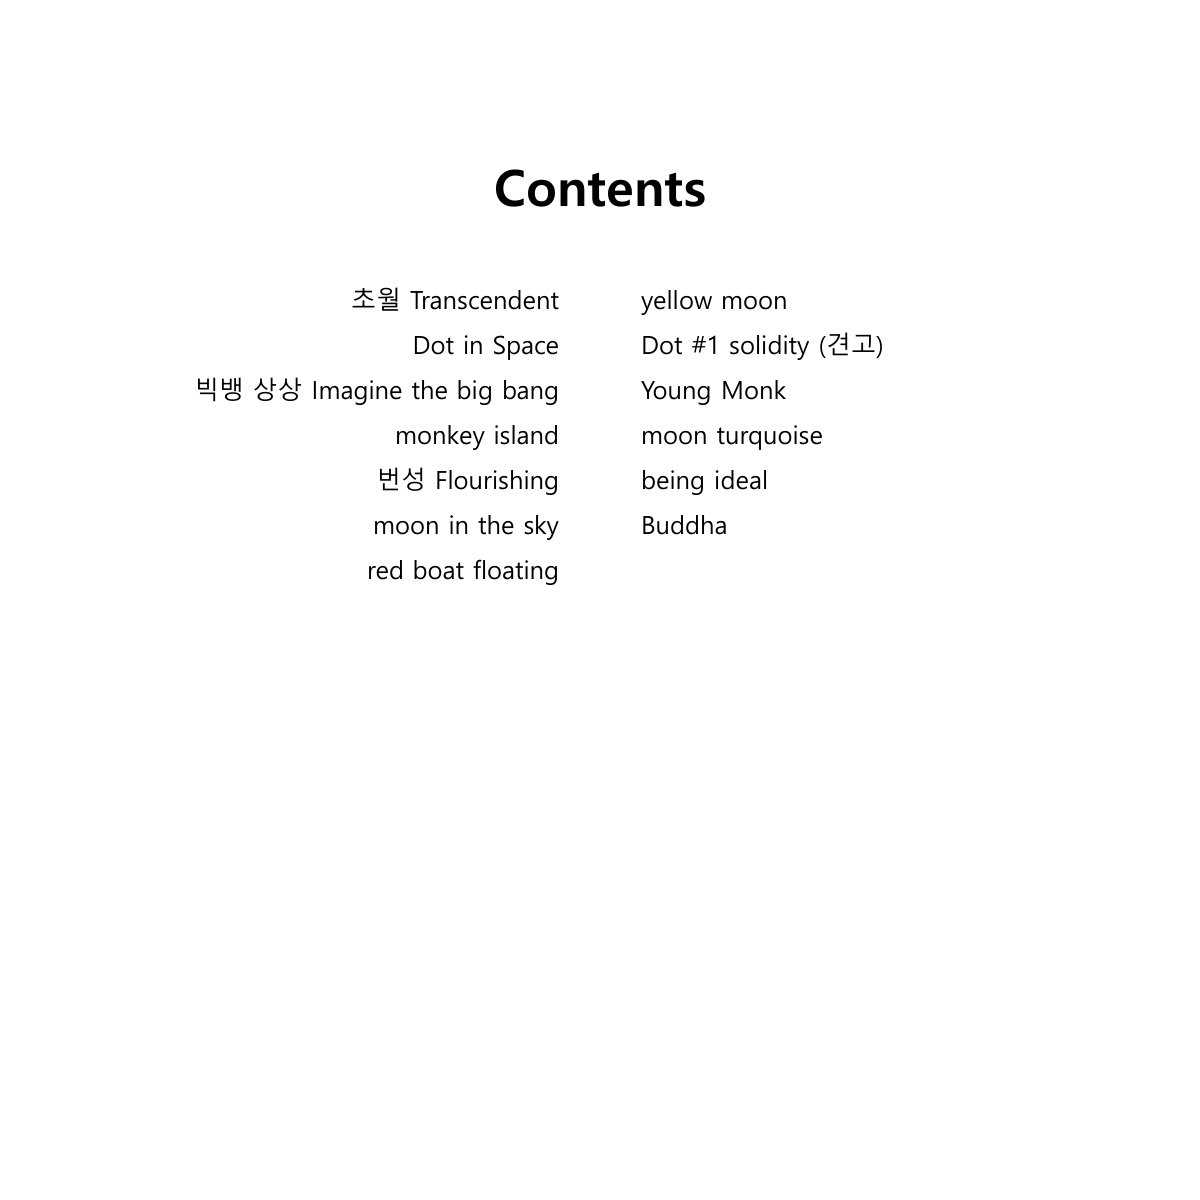 Contents
초월 Transcendent
Dot in Space
빅뱅 상상 Imagine the big bang
monkey island
번성 Flourishing
moon in the sky
red boat floating
yellow moon
Dot #1 solidity (견고)
Young Monk
moon turquoise
being ideal
Buddha